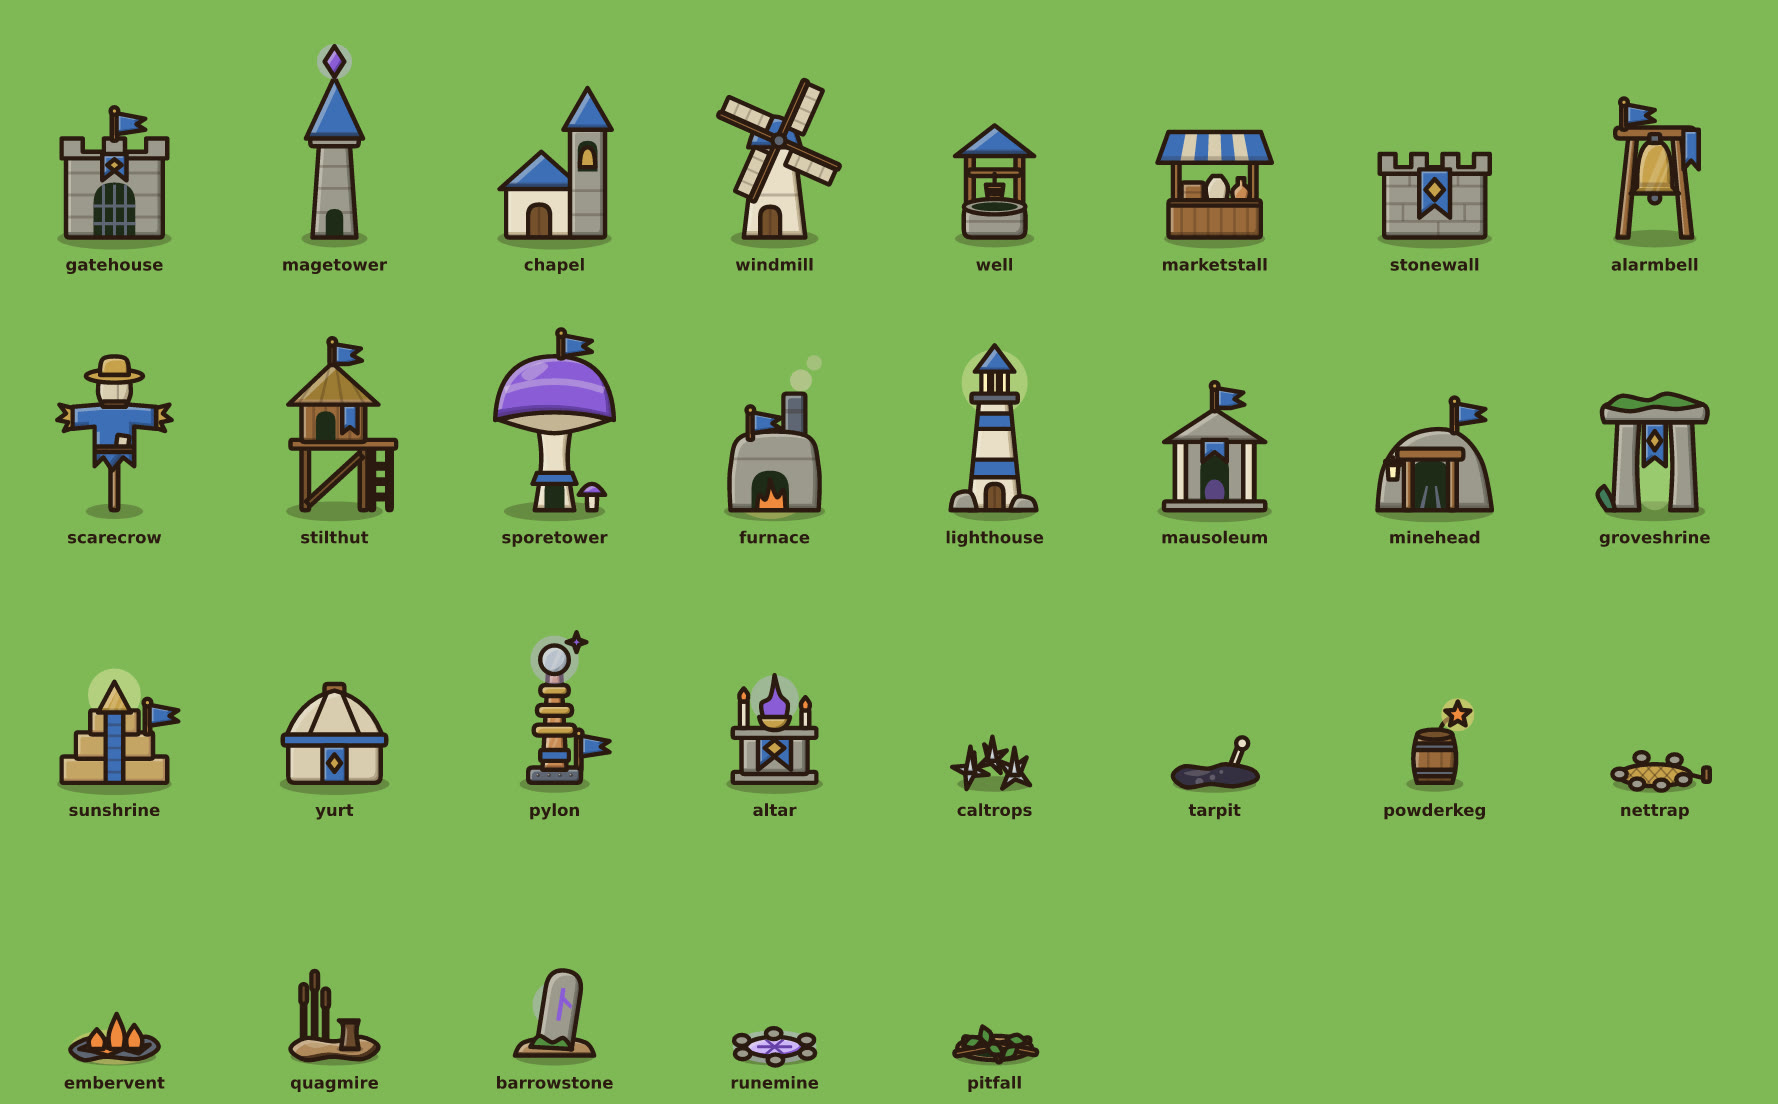 gatehouse
magetower
chapel
windmill
well
marketstall
stonewall
alarmbell
scarecrow
stilthut
sporetower
furnace
lighthouse
mausoleum
minehead
groveshrine
sunshrine
yurt
pylon
altar
caltrops
tarpit
powderkeg
nettrap
embervent
quagmire
barrowstone
runemine
pitfall